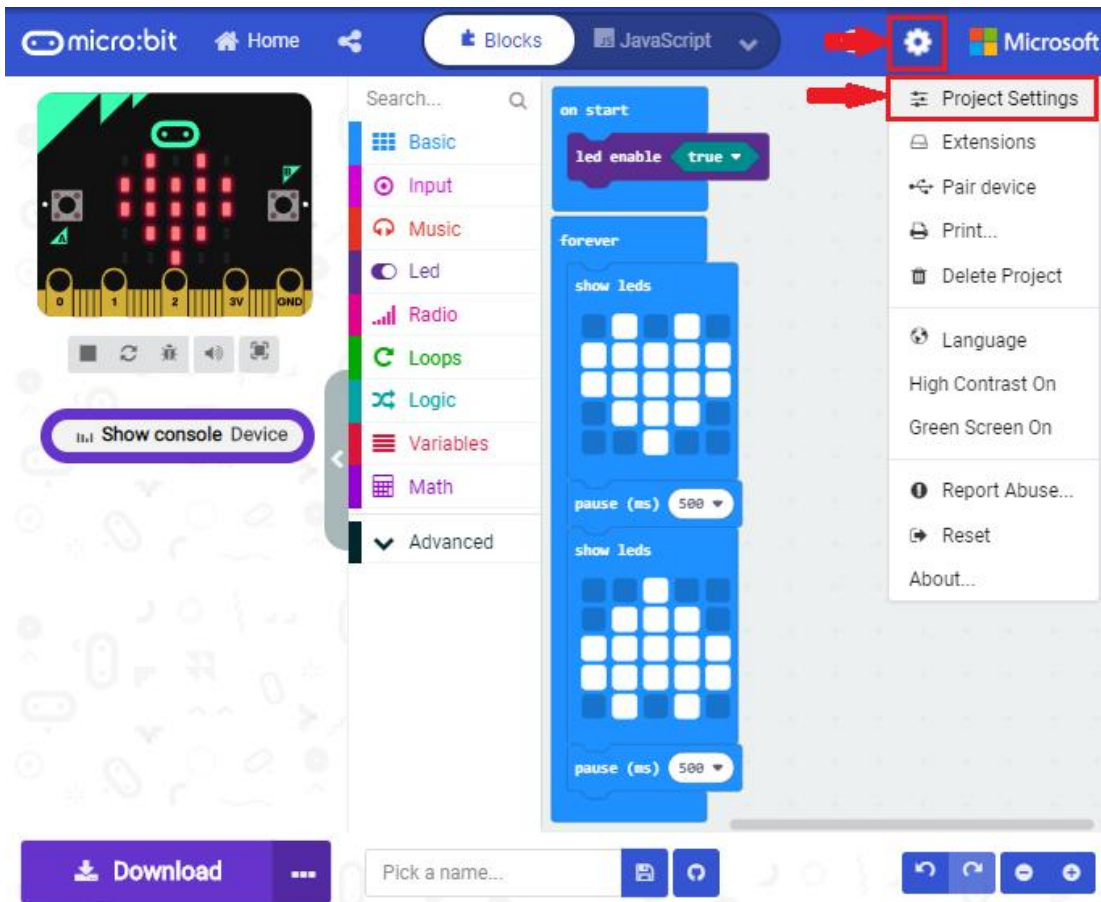 micro:bit Home Blocks JavaScript Microsoft
B
A
0 1 2 3V GND
Show console Device
Search...
Basic
Input
Music
Led
Radio
Loops
Logic
Variables
Math
Advanced
on start
led enable true
forever
show leds
pause (ms) 500
show leds
pause (ms) 500
Project Settings
Extensions
Pair device
Print...
Delete Project
Language
High Contrast On
Green Screen On
Report Abuse...
Reset
About...
Download
Pick a name...